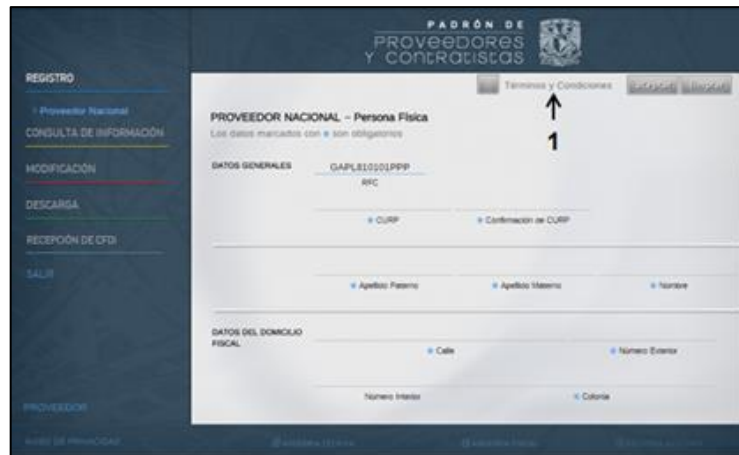 PADRÓN DE
PROVEEDORES
Y CONTRATISTAS
REGISTRO
Proveedor Nacional
CONSULTA DE INFORMACIÓN
MODIFICACIÓN
DESCARGA
RECEPCIÓN DE CFDI
SALIR
PROVEEDOR
AVISO DE PRIVACIDAD
Términos y Condiciones
1
PROVEEDOR NACIONAL – Persona Física
Los datos marcados con son obligatorios
DATOS GENERALES
GAPL810101PPP
RFC
CURP
Confirmación de CURP
Apellido Paterno
Apellido Materno
Nombre
DATOS DEL DOMICILIO
FISCAL
Calle
Número Exterior
Número Interior
Colonia